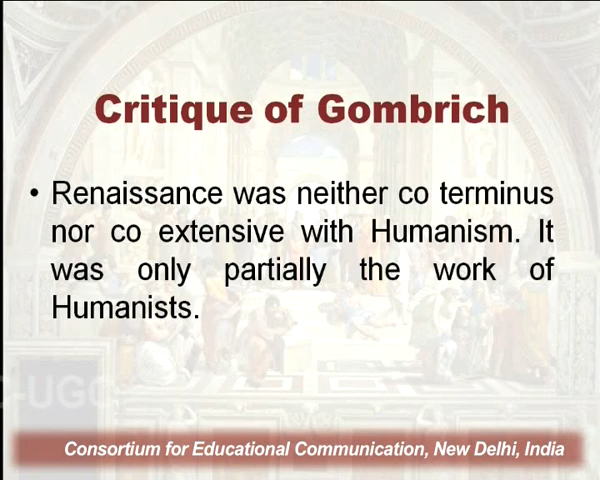 Critique of Gombrich
• Renaissance was neither co terminus
nor co extensive with Humanism. It
was only partially the work of
Humanists.
-UGC
Consortium for Educational Communication, New Delhi, India